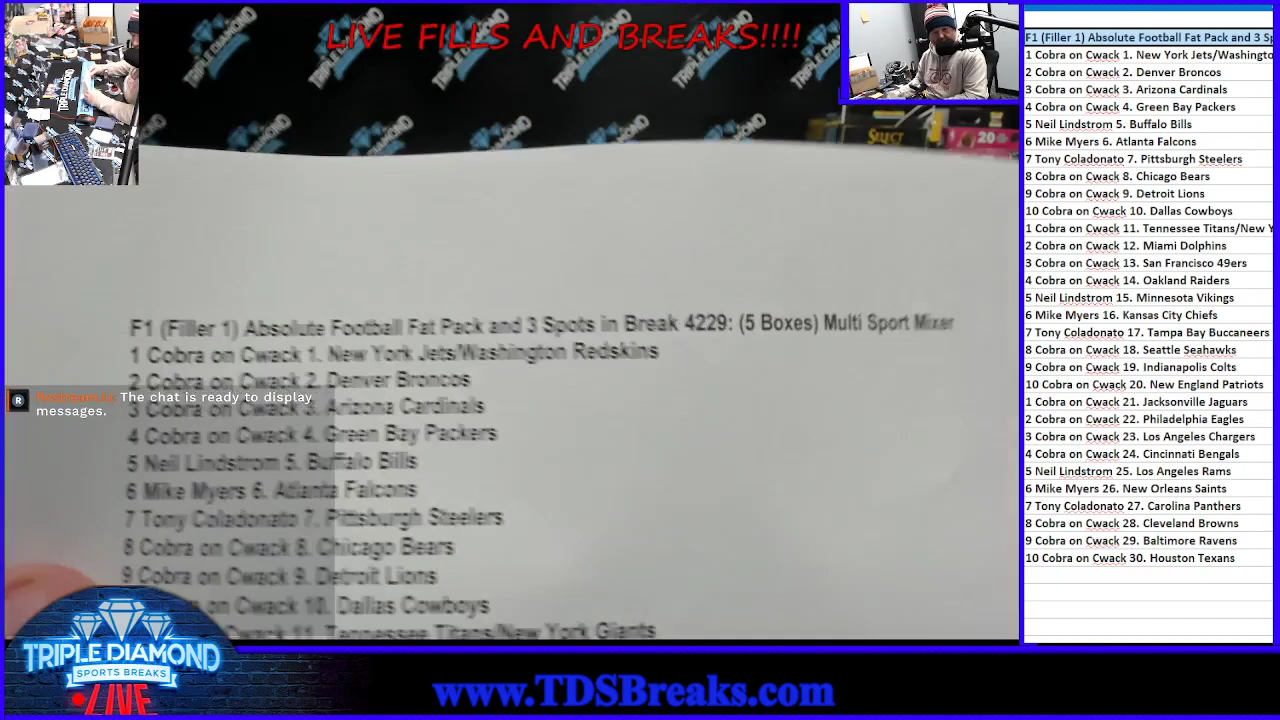 LIVE FILLS AND BREAKS!!!!
TRIPLE DIAMOND
SELECT
20
F1 (Filler 1) Absolute Football Fat Pack and 3 Spots in Break 4229: (5 Boxes) Multi Sport Mixer
1 Cobra on Cwack 1. New York Jets/Washington Redskins
2 Cobra on Cwack 2. Denver Broncos
3 Cobra on Cwack 3. Arizona Cardinals
4 Cobra on Cwack 4. Green Bay Packers
5 Neil Lindstrom 5. Buffalo Bills
6 Mike Myers 6. Atlanta Falcons
7 Tony Coladonato 7. Pittsburgh Steelers
8 Cobra on Cwack 8. Chicago Bears
9 Cobra on Cwack 9. Detroit Lions
on Cwack 10. Dallas Cowboys
Cwack 11. Tennessee Titans/New York Giants
R
The chat is ready to display
messages.
TRIPLE DIAMOND
SPORTS BREAKS
LIVE
www.TDSBreaks.com
F1 (Filler 1) Absolute Football Fat Pack and 3 Sp
1 Cobra on Cwack 1. New York Jets/Washingto
2 Cobra on Cwack 2. Denver Broncos
3 Cobra on Cwack 3. Arizona Cardinals
4 Cobra on Cwack 4. Green Bay Packers
5 Neil Lindstrom 5. Buffalo Bills
6 Mike Myers 6. Atlanta Falcons
7 Tony Coladonato 7. Pittsburgh Steelers
8 Cobra on Cwack 8. Chicago Bears
9 Cobra on Cwack 9. Detroit Lions
10 Cobra on Cwack 10. Dallas Cowboys
1 Cobra on Cwack 11. Tennessee Titans/New Y
2 Cobra on Cwack 12. Miami Dolphins
3 Cobra on Cwack 13. San Francisco 49ers
4 Cobra on Cwack 14. Oakland Raiders
5 Neil Lindstrom 15. Minnesota Vikings
6 Mike Myers 16. Kansas City Chiefs
7 Tony Coladonato 17. Tampa Bay Buccaneers
8 Cobra on Cwack 18. Seattle Seahawks
9 Cobra on Cwack 19. Indianapolis Colts
10 Cobra on Cwack 20. New England Patriots
1 Cobra on Cwack 21. Jacksonville Jaguars
2 Cobra on Cwack 22. Philadelphia Eagles
3 Cobra on Cwack 23. Los Angeles Chargers
4 Cobra on Cwack 24. Cincinnati Bengals
5 Neil Lindstrom 25. Los Angeles Rams
6 Mike Myers 26. New Orleans Saints
7 Tony Coladonato 27. Carolina Panthers
8 Cobra on Cwack 28. Cleveland Browns
9 Cobra on Cwack 29. Baltimore Ravens
10 Cobra on Cwack 30. Houston Texans